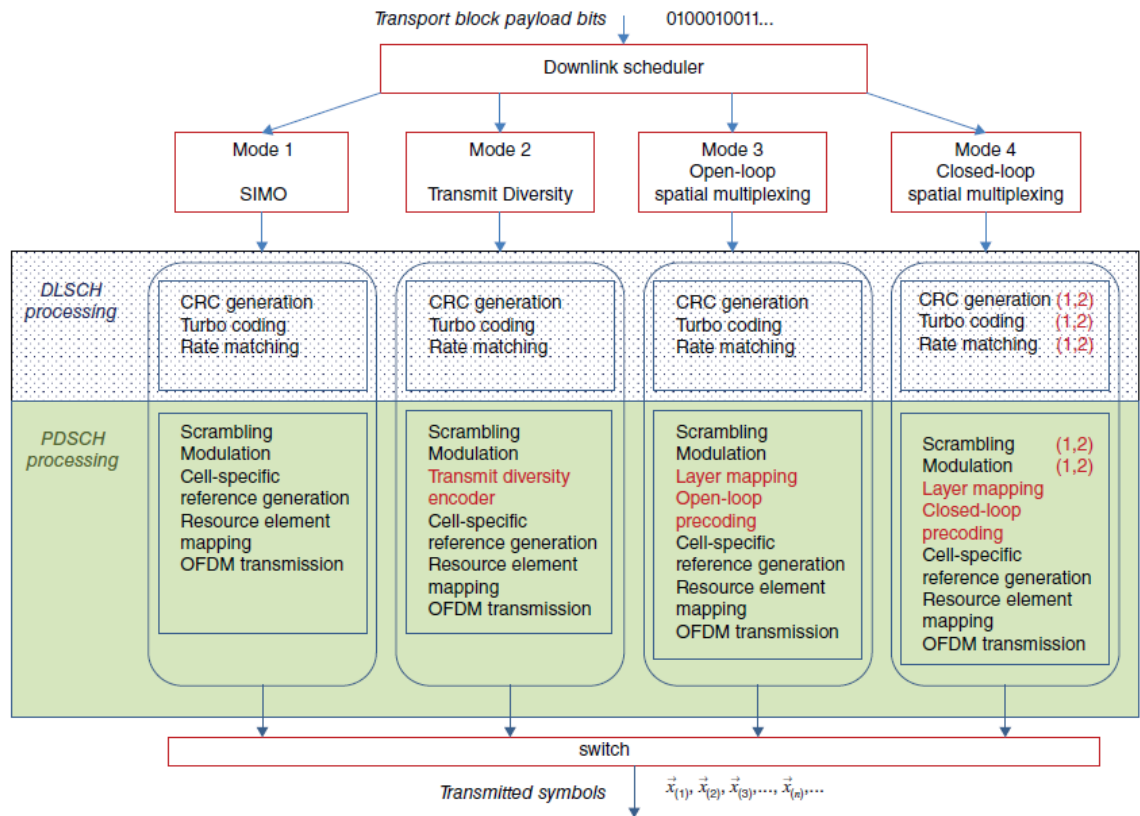 Transport block payload bits 0100010011...
Downlink scheduler
Mode 1
SIMO
Mode 2
Transmit Diversity
Mode 3
Open-loop
spatial multiplexing
Mode 4
Closed-loop
spatial multiplexing
DLSCH
processing
CRC generation
Turbo coding
Rate matching
CRC generation
Turbo coding
Rate matching
CRC generation
Turbo coding
Rate matching
CRC generation (1,2)
Turbo coding (1,2)
Rate matching (1,2)
PDSCH
processing
Scrambling
Modulation
Cell-specific
reference generation
Resource element
mapping
OFDM transmission
Scrambling
Modulation
Transmit diversity
encoder
Cell-specific
reference generation
Resource element
mapping
OFDM transmission
Scrambling
Modulation
Layer mapping
Open-loop
precoding
Cell-specific
reference generation
Resource element
mapping
OFDM transmission
Scrambling (1,2)
Modulation (1,2)
Layer mapping
Closed-loop
precoding
Cell-specific
reference generation
Resource element
mapping
OFDM transmission
switch
Transmitted symbols x⃗(1), x⃗(2), x⃗(3),..., x⃗(n),...